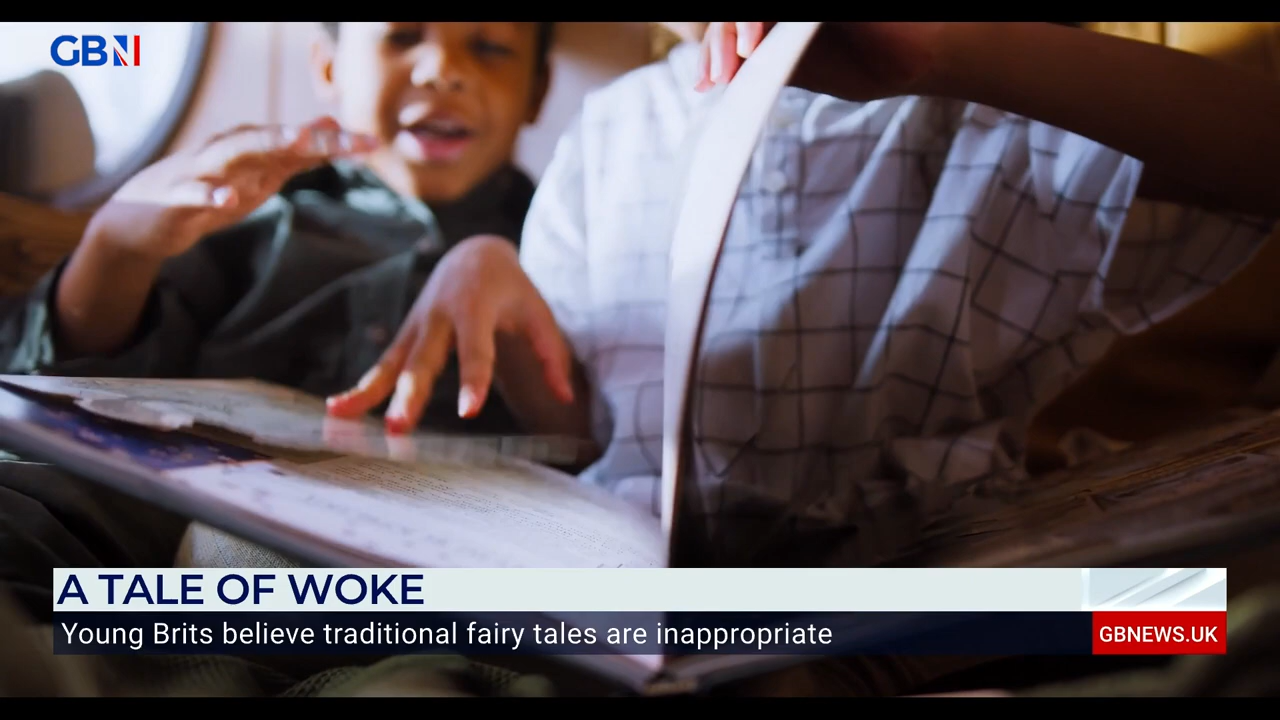 GBN
A TALE OF WOKE
Young Brits believe traditional fairy tales are inappropriate
GBNEWS.UK